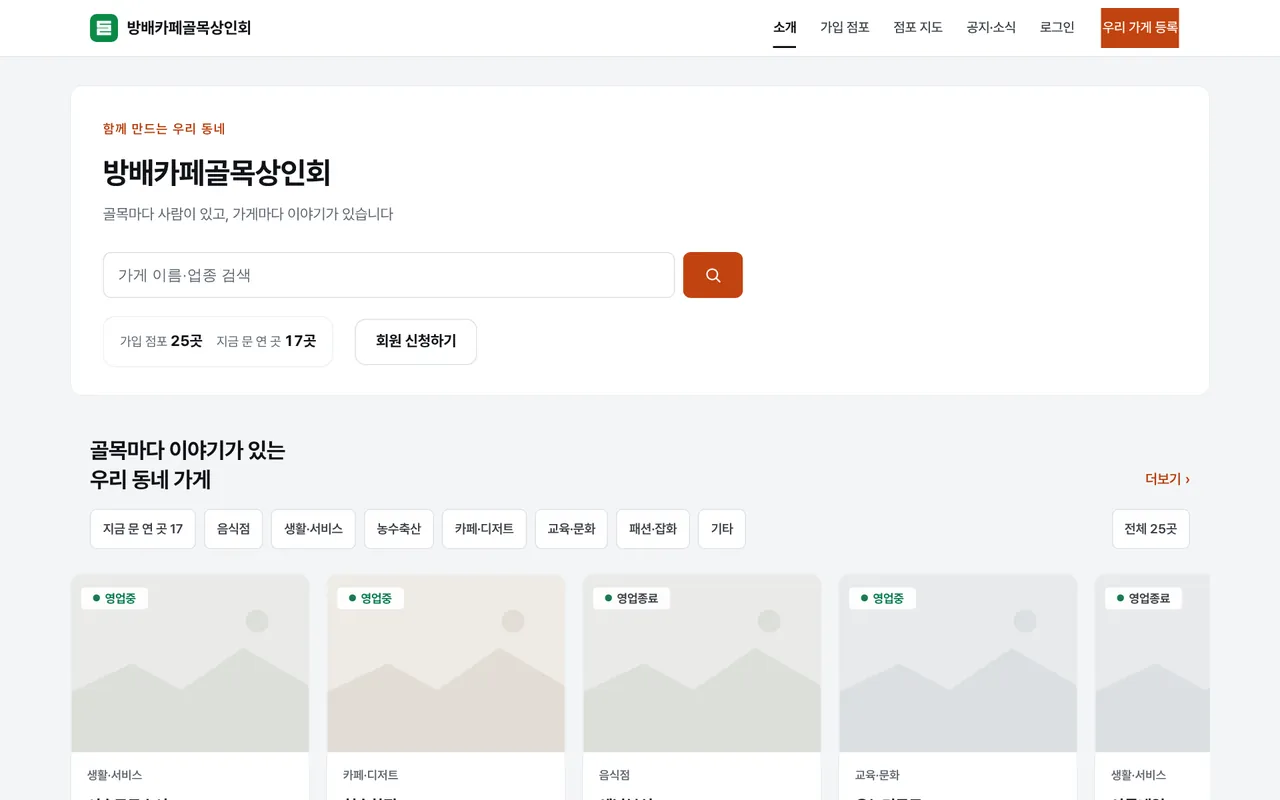 방배카페골목상인회
소개
가입 점포
점포 지도
공지·소식
로그인
우리 가게 등록
함께 만드는 우리 동네
방배카페골목상인회
골목마다 사람이 있고, 가게마다 이야기가 있습니다
가게 이름·업종 검색
가입 점포 25곳 지금 문 연 곳 17곳
회원 신청하기
골목마다 이야기가 있는
우리 동네 가게
더보기 ›
지금 문 연 곳 17
음식점
생활·서비스
농수축산
카페·디저트
교육·문화
패션·잡화
기타
전체 25곳
영업중
영업중
영업종료
영업중
영업종료
생활·서비스
카페·디저트
음식점
교육·문화
생활·서비스